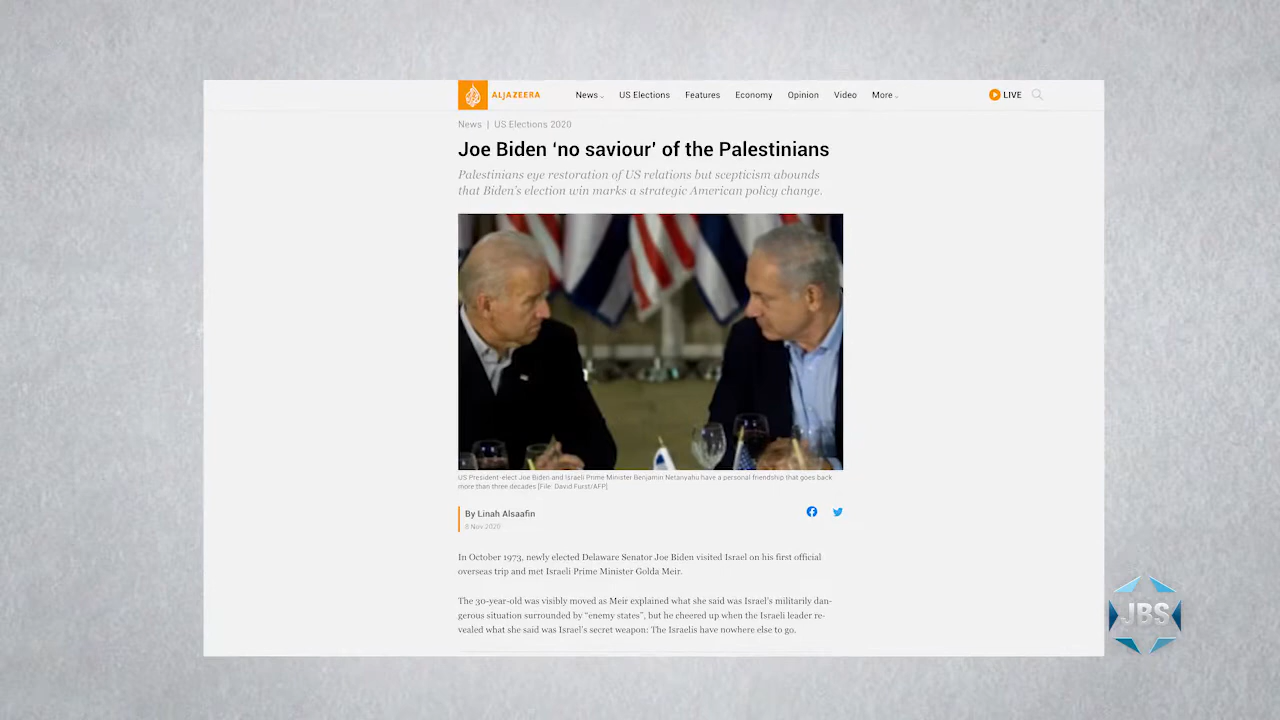 ALJAZEERA
News US Elections Features Economy Opinion Video More LIVE
News | US Elections 2020
Joe Biden ‘no saviour’ of the Palestinians
Palestinians eye restoration of US relations but scepticism abounds
that Biden’s election win marks a strategic American policy change.
US President-elect Joe Biden and Israeli Prime Minister Benjamin Netanyahu have a personal friendship that goes back
more than three decades [File: David Furst/AFP]
By Linah Alsaafin
8 Nov 2020
In October 1973, newly elected Delaware Senator Joe Biden visited Israel on his first official
overseas trip and met Israeli Prime Minister Golda Meir.
The 30-year-old was visibly moved as Meir explained what she said was Israel’s militarily dan-
gerous situation surrounded by “enemy states”, but he cheered up when the Israeli leader re-
vealed what she said was Israel’s secret weapon: The Israelis have nowhere else to go.
JBS